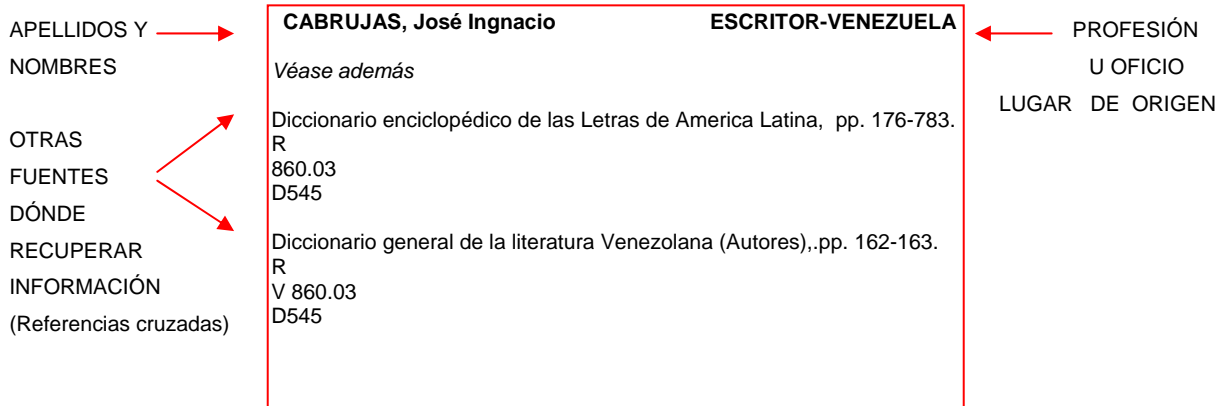 APELLIDOS Y
NOMBRES
OTRAS
FUENTES
DÓNDE
RECUPERAR
INFORMACIÓN
(Referencias cruzadas)
CABRUJAS, José Ingnacio ESCRITOR-VENEZUELA
Véase además
Diccionario enciclopédico de las Letras de America Latina, pp. 176-783.
R
860.03
D545
Diccionario general de la literatura Venezolana (Autores),.pp. 162-163.
R
V 860.03
D545
PROFESIÓN
U OFICIO
LUGAR DE ORIGEN